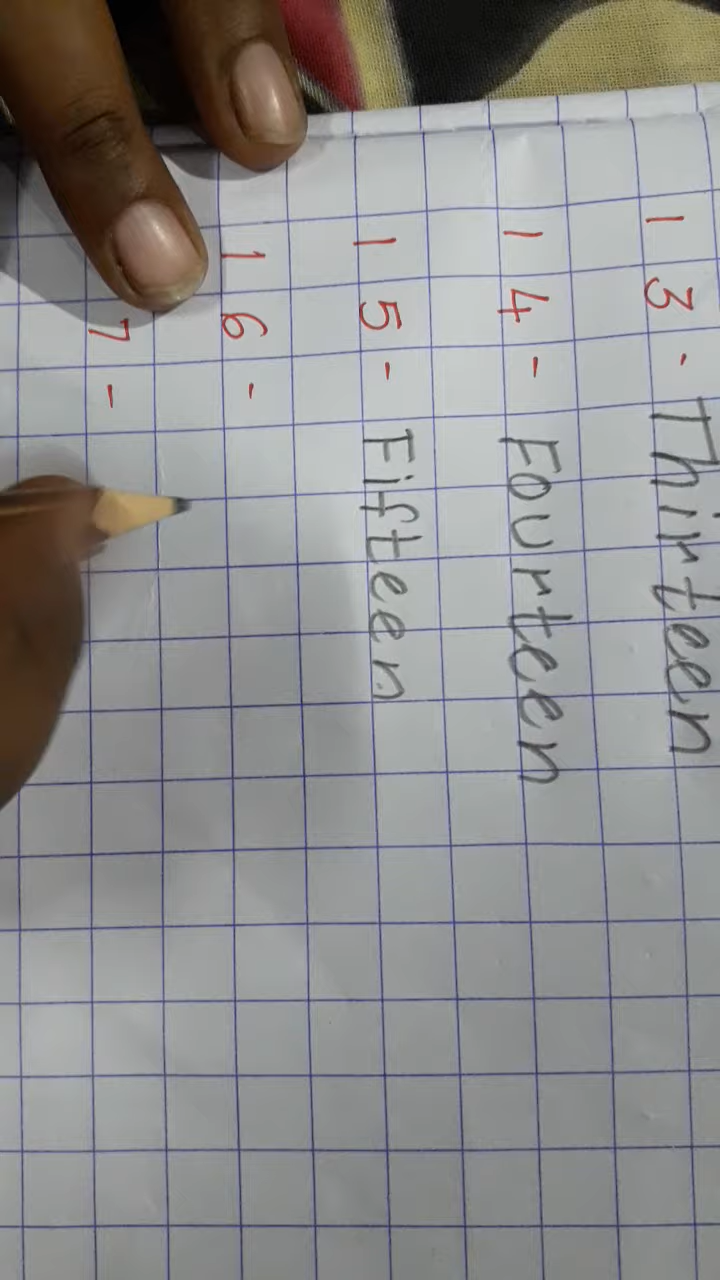 13 - Thirteen
14 - Fourteen
15 - Fifteen
16 -
7 -